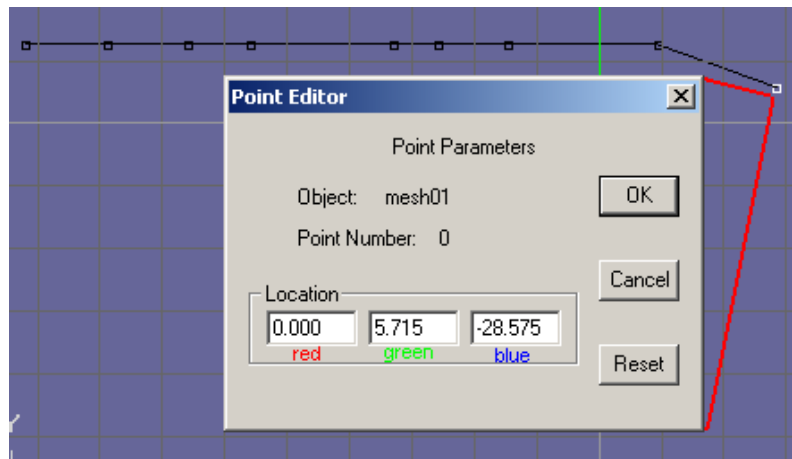 Point Editor
Point Parameters
OK
Object: mesh01
Point Number: 0
Cancel
Location
0.000 5.715 -28.575
red green blue
Reset
Y